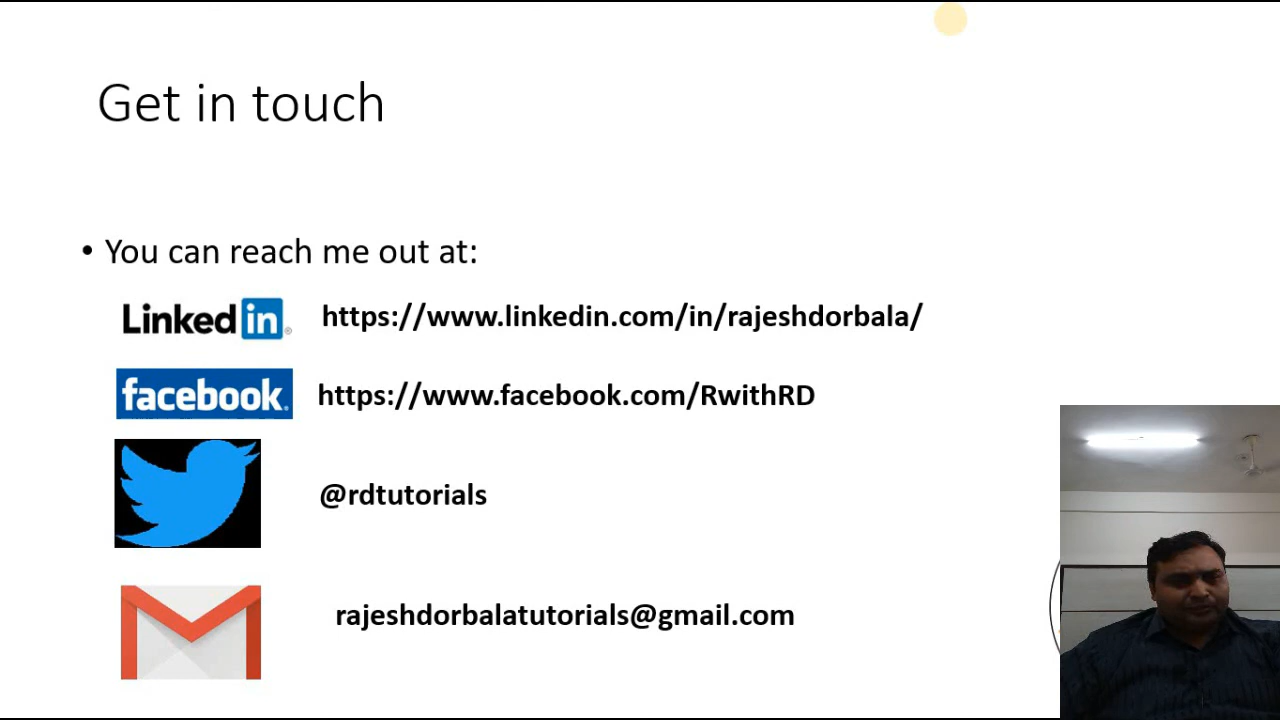 Get in touch
• You can reach me out at:
Linked in ® https://www.linkedin.com/in/rajeshdorbala/
facebook. https://www.facebook.com/RwithRD
@rdtutorials
rajeshdorbalatutorials@gmail.com